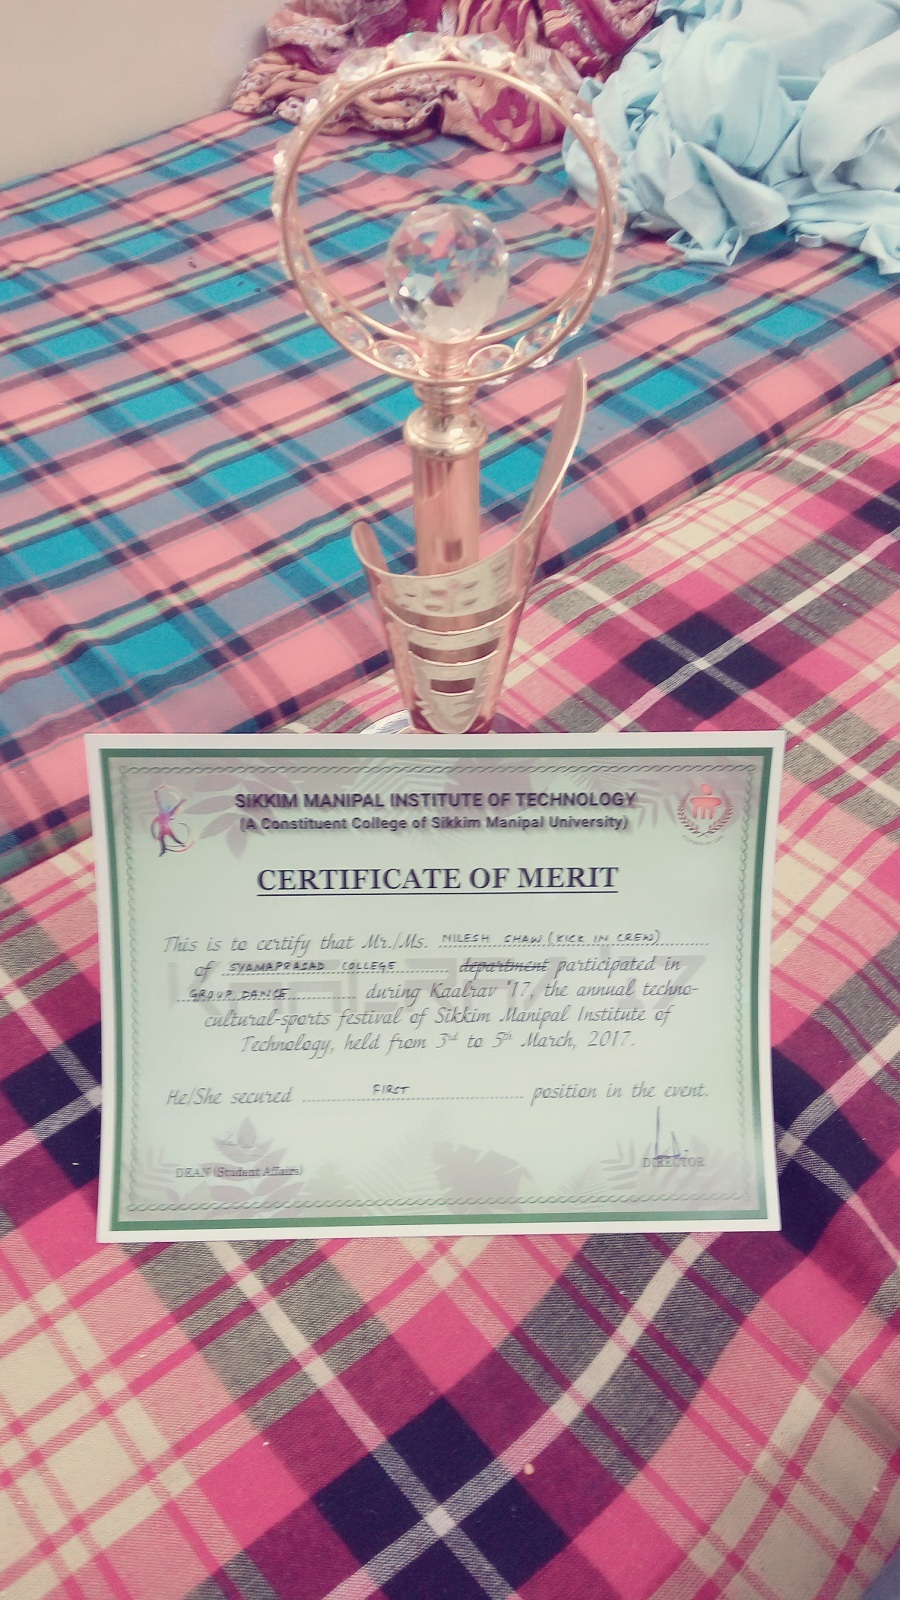 SIKKIM MANIPAL INSTITUTE OF TECHNOLOGY
(A Constituent College of Sikkim Manipal University)
CERTIFICATE OF MERIT
This is to certify that Mr./Ms. NILESH SHAW (KICK IN CREW)
of SYAMAPRASAD COLLEGE department participated in
GROUP DANCE during Kaalrav '17, the annual techno-
cultural-sports festival of Sikkim Manipal Institute of
Technology, held from 3rd to 5th March, 2017.
He/She secured FIRST position in the event.
DEAN (Student Affairs)
DIRECTOR